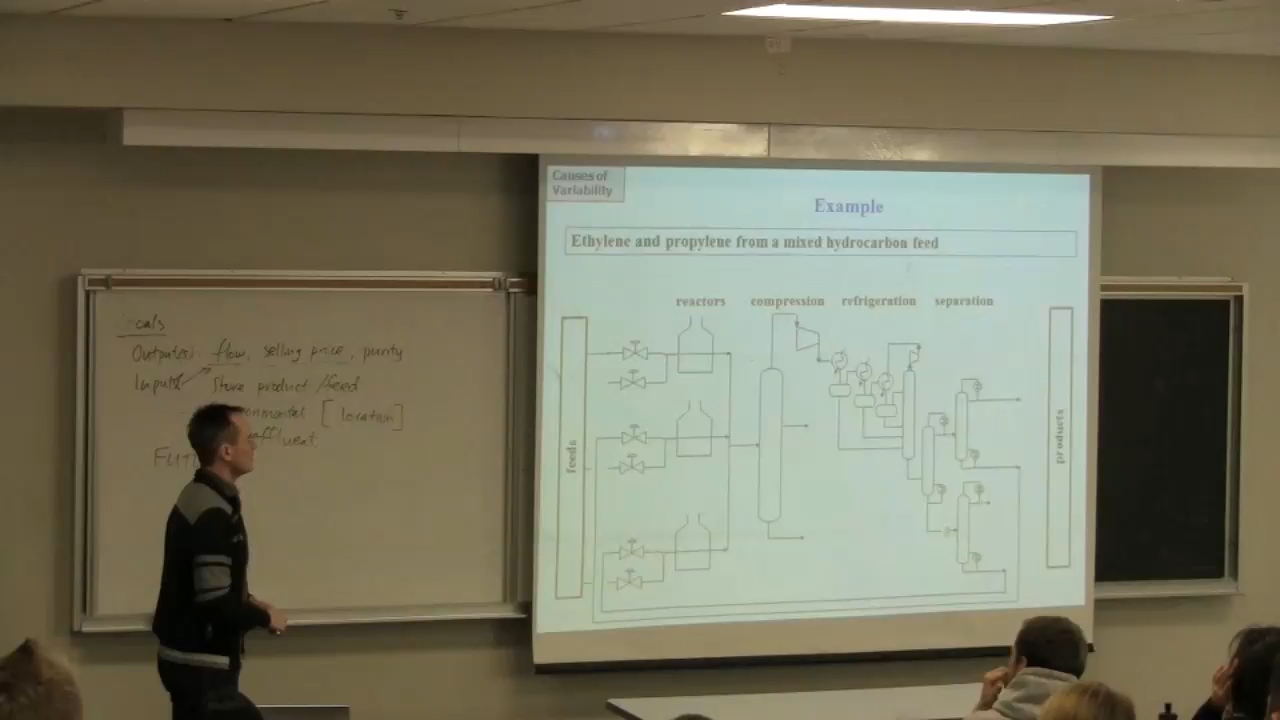 Outputs: flow, selling price, purity
Inputs Store product / feed
[location]
Causes of
Variability
Example
Ethylene and propylene from a mixed hydrocarbon feed
reactors compression refrigeration separation
feeds
products